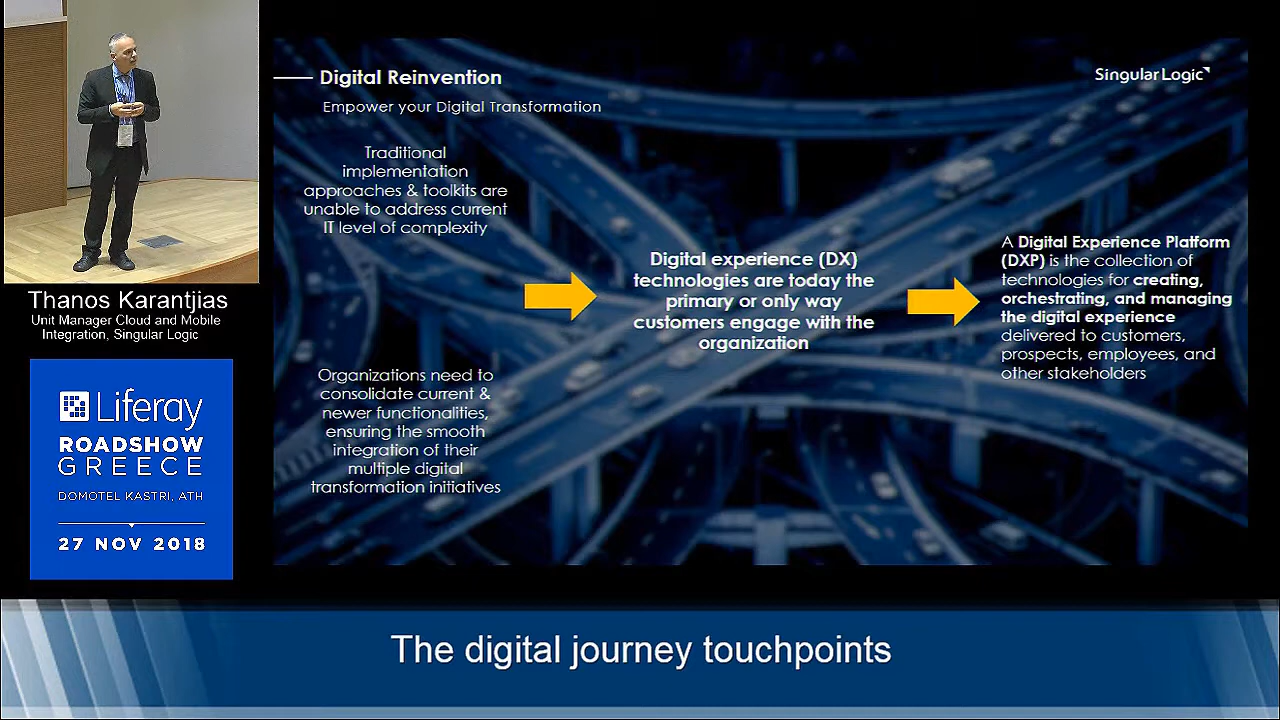 Digital Reinvention
Empower your Digital Transformation
SingularLogic
Traditional
implementation
approaches & toolkits are
unable to address current
IT level of complexity
Organizations need to
consolidate current &
newer functionalities,
ensuring the smooth
integration of their
multiple digital
transformation initiatives
Digital experience (DX)
technologies are today the
primary or only way
customers engage with the
organization
A Digital Experience Platform
(DXP) is the collection of
technologies for creating,
orchestrating, and managing
the digital experience
delivered to customers,
prospects, employees, and
other stakeholders
Thanos Karantjias
Unit Manager Cloud and Mobile
Integration, Singular Logic
Liferay
ROADSHOW
GREECE
DOMOTEL KASTRI, ATH
27 NOV 2018
The digital journey touchpoints